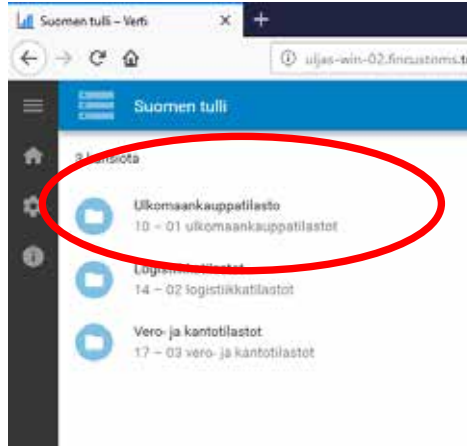 Suomen tulli – Verti
uljas-win-02.fincustoms.t
Suomen tulli
3 kansiota
Ulkomaankauppatilasto
10 – 01 ulkomaankauppatilastot
Logistiikkatilastot
14 – 02 logistiikkatilastot
Vero- ja kantotilastot
17 – 03 vero- ja kantotilastot